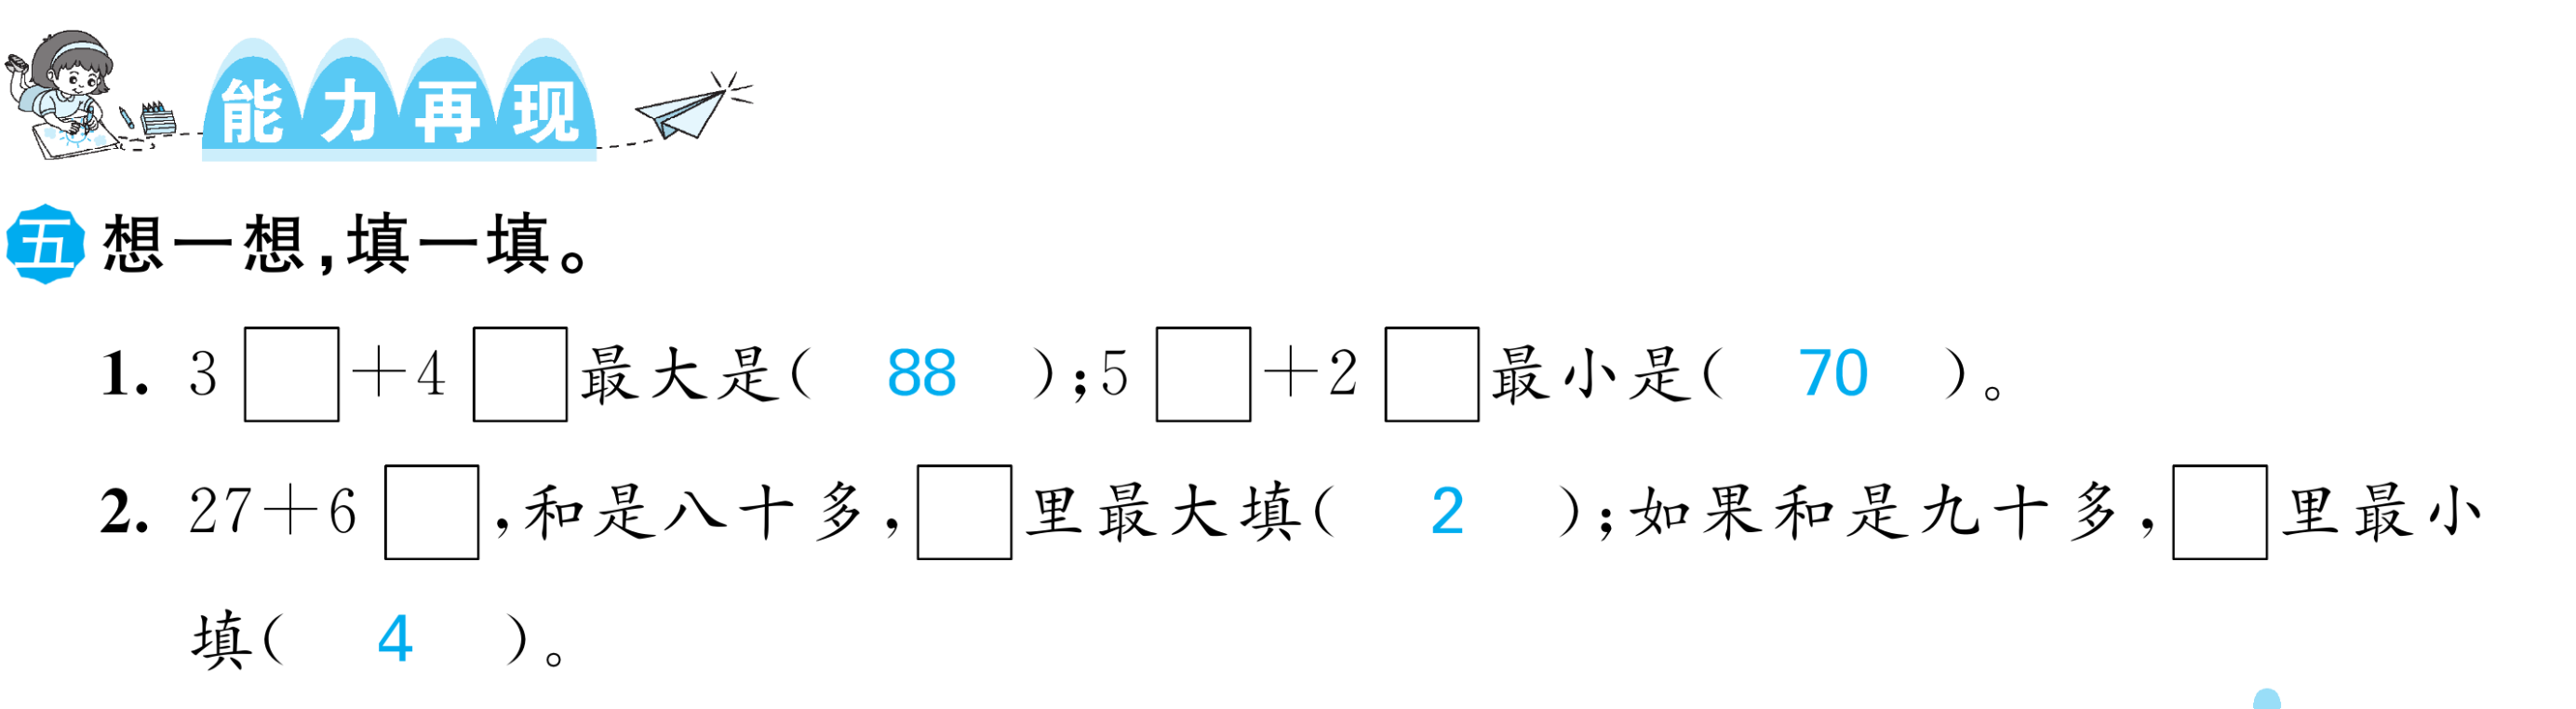 能力再现
五 想一想,填一填。
1. 3□+4□最大是( 88 );5□+2□最小是( 70 )。
2. 27+6□,和是八十多,□里最大填( 2 );如果和是九十多,□里最小
填( 4 )。